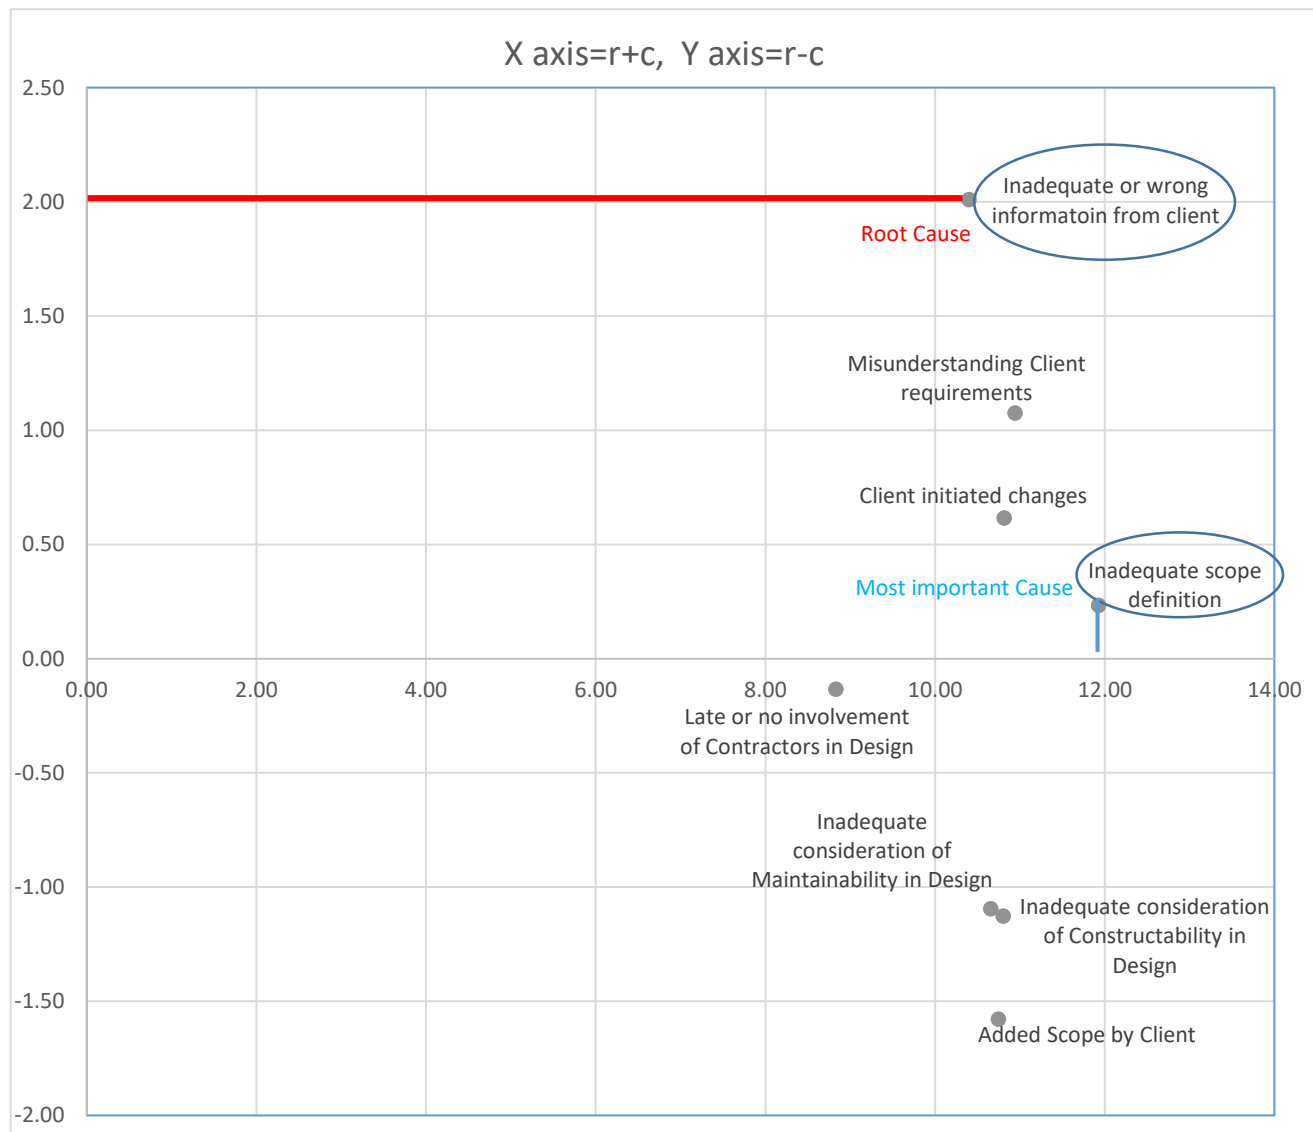 X axis=r+c,  Y axis=r-c
2.50
2.00
1.50
1.00
0.50
0.00
-0.50
-1.00
-1.50
-2.00
0.00 2.00 4.00 6.00 8.00 10.00 12.00 14.00
Inadequate or wrong
informatoin from client
Root Cause
Misunderstanding Client
requirements
Client initiated changes
Most important Cause
Inadequate scope
definition
Late or no involvement
of Contractors in Design
Inadequate
consideration of
Maintainability in Design
Inadequate consideration
of Constructability in
Design
Added Scope by Client